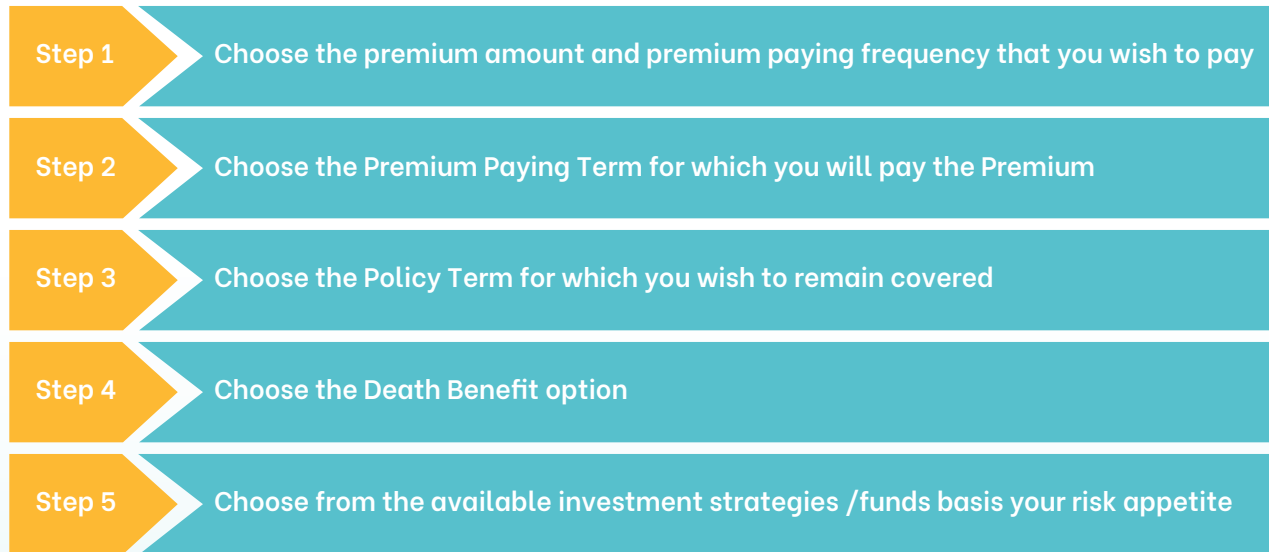 Step 1 Choose the premium amount and premium paying frequency that you wish to pay
Step 2 Choose the Premium Paying Term for which you will pay the Premium
Step 3 Choose the Policy Term for which you wish to remain covered
Step 4 Choose the Death Benefit option
Step 5 Choose from the available investment strategies /funds basis your risk appetite